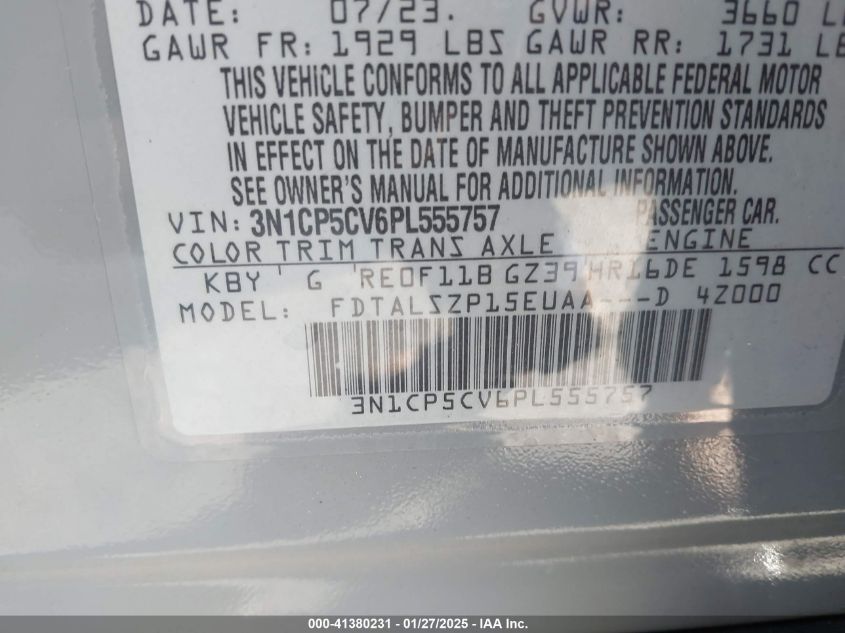 DATE: 07/23. GVWR: 3660
GAWR FR: 1929 LBS GAWR RR: 1731
THIS VEHICLE CONFORMS TO ALL APPLICABLE FEDERAL MOTOR
VEHICLE SAFETY, BUMPER AND THEFT PREVENTION STANDARDS
IN EFFECT ON THE DATE OF MANUFACTURE SHOWN ABOVE.
SEE OWNER'S MANUAL FOR ADDITIONAL INFORMATION.
VIN: 3N1CP5CV6PL555757 PASSENGER CAR.
COLOR TRIM TRANS AXLE ENGINE
KBY G RE0F11B GZ39 HR16DE 1598 CC
MODEL: FDTALSZP15EUAA---D 4Z000
3N1CP5CV6PL555757
000-41380231 - 01/27/2025 - IAA Inc.